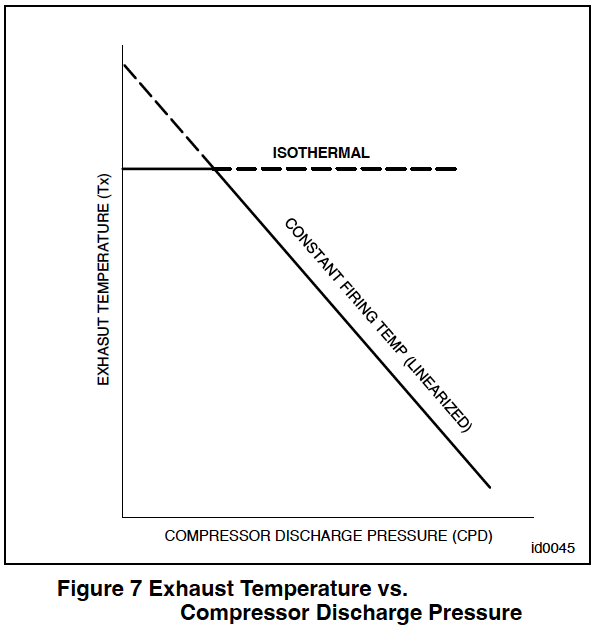 ISOTHERMAL
CONSTANT FIRING TEMP (LINEARIZED)
EXHASUT TEMPERATURE (Tx)
COMPRESSOR DISCHARGE PRESSURE (CPD)
id0045
Figure 7 Exhaust Temperature vs.
Compressor Discharge Pressure